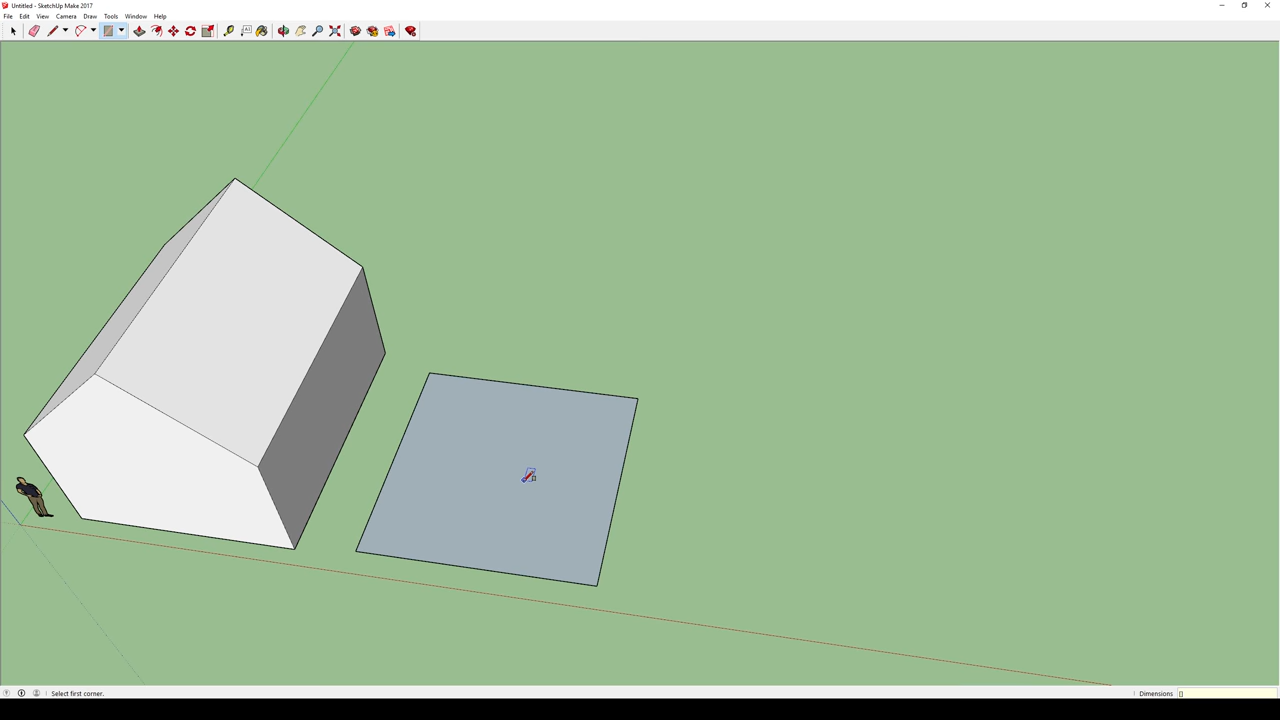 Untitled - SketchUp Make 2017
File Edit View Camera Draw Tools Window Help
Select first corner.
Dimensions